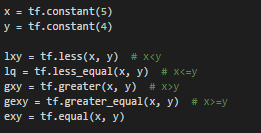 x = tf.constant(5)
y = tf.constant(4)
lxy = tf.less(x, y)  # x<y
lq = tf.less_equal(x, y)  # x<=y
gxy = tf.greater(x, y)  # x>y
gexy = tf.greater_equal(x, y)  # x>=y
exy = tf.equal(x, y)